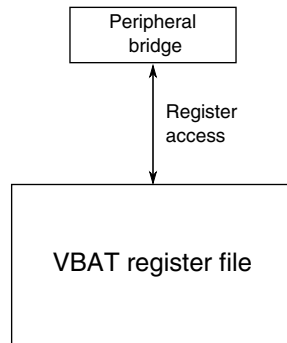 Peripheral
bridge
Register
access
VBAT register file